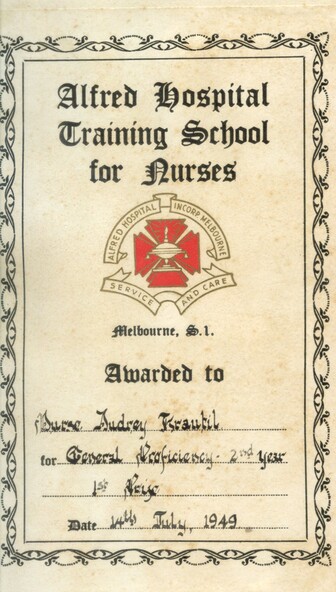 Alfred Hospital
Training School
for Nurses
ALFRED HOSPITAL INCORP MELBOURNE
SERVICE AND CARE
Melbourne, S.1.
Awarded to
Nurse Audrey Krautil
for General Proficiency - 2nd year
1st Prize
Date 14th July, 1949